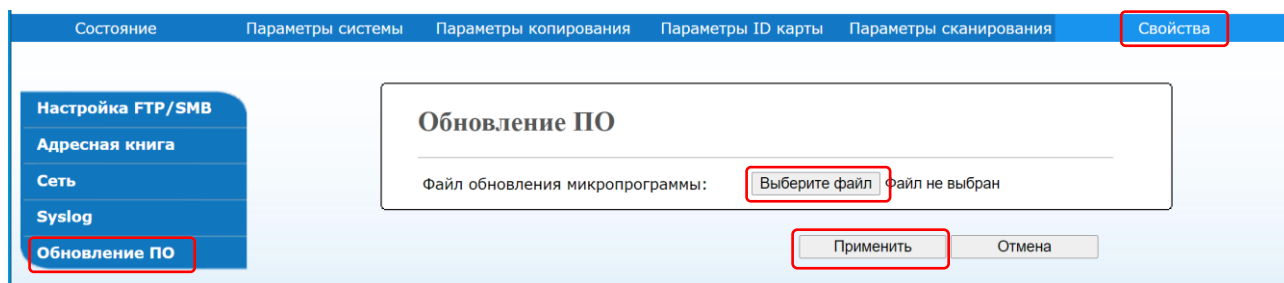 Состояние Параметры системы Параметры копирования Параметры ID карты Параметры сканирования Свойства
Настройка FTP/SMB
Адресная книга
Сеть
Syslog
Обновление ПО
Обновление ПО
Файл обновления микропрограммы: Выберите файл Файл не выбран
Применить Отмена